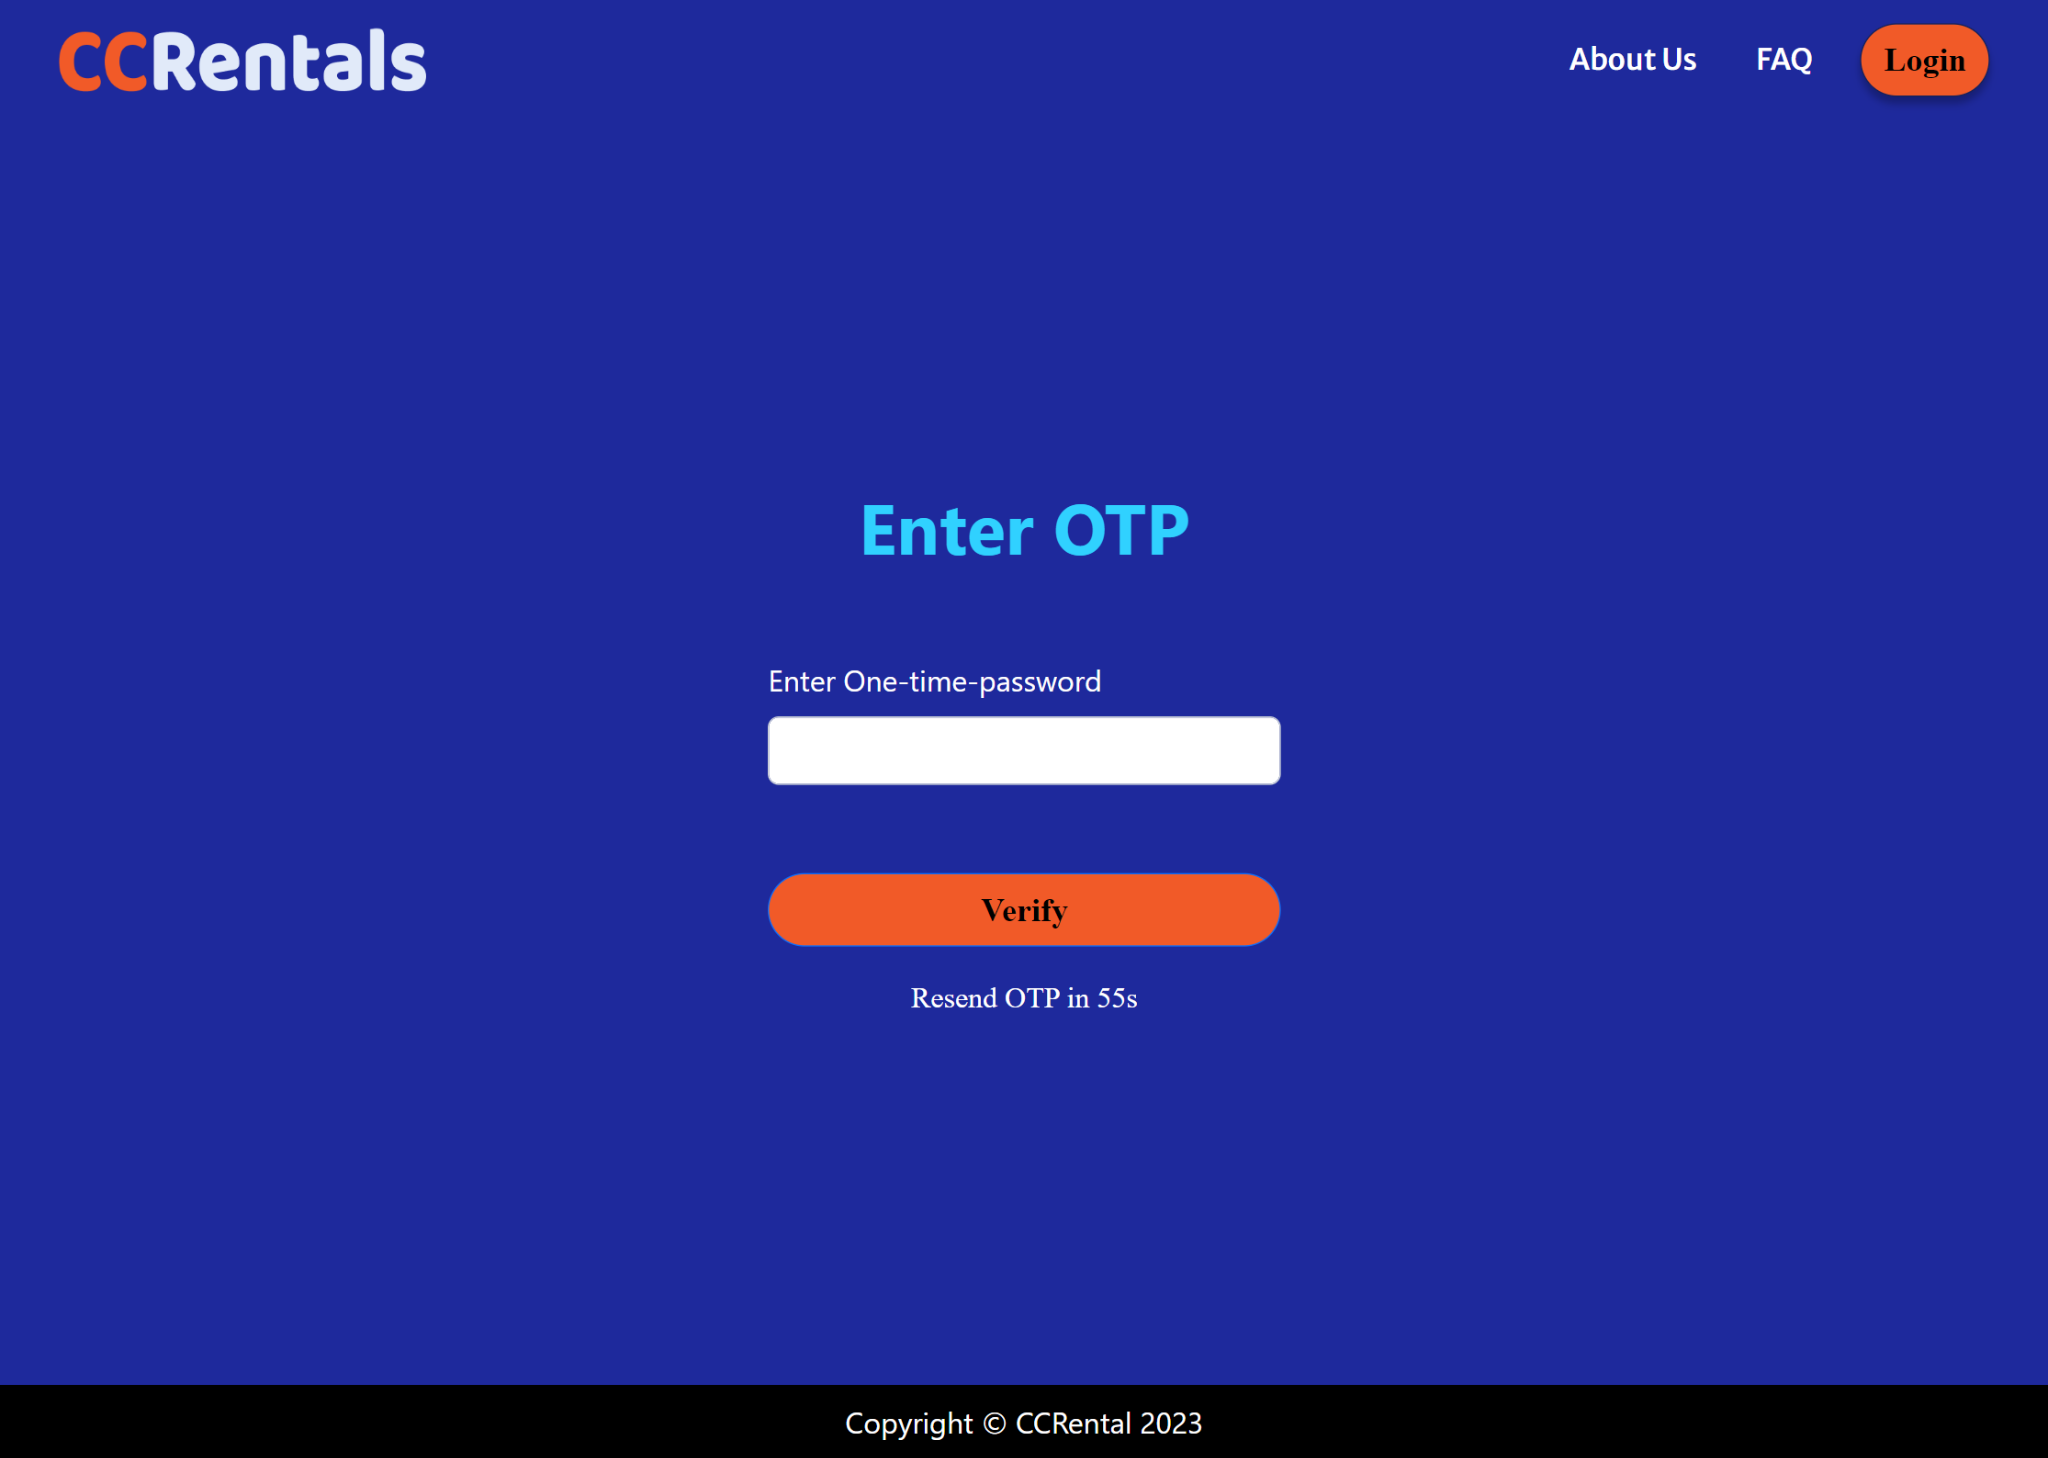 CCRentals
About Us
FAQ
Login
Enter OTP
Enter One-time-password
Verify
Resend OTP in 55s
Copyright © CCRental 2023